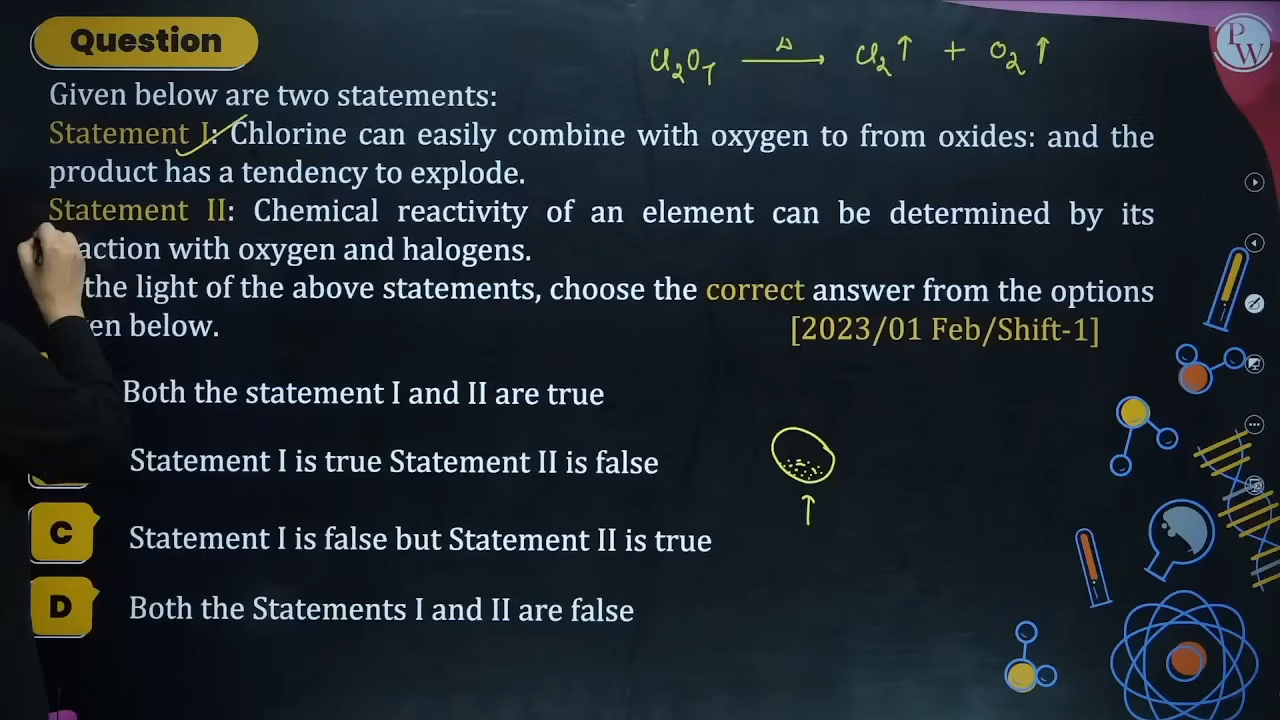 Question
Cl₂O₇ —Δ→ Cl₂↑ + O₂↑
PW
Given below are two statements:
Statement I: Chlorine can easily combine with oxygen to from oxides: and the
product has a tendency to explode.
Statement II: Chemical reactivity of an element can be determined by its
action with oxygen and halogens.
the light of the above statements, choose the correct answer from the options
en below.
[2023/01 Feb/Shift-1]
Both the statement I and II are true
Statement I is true Statement II is false
C Statement I is false but Statement II is true
D Both the Statements I and II are false